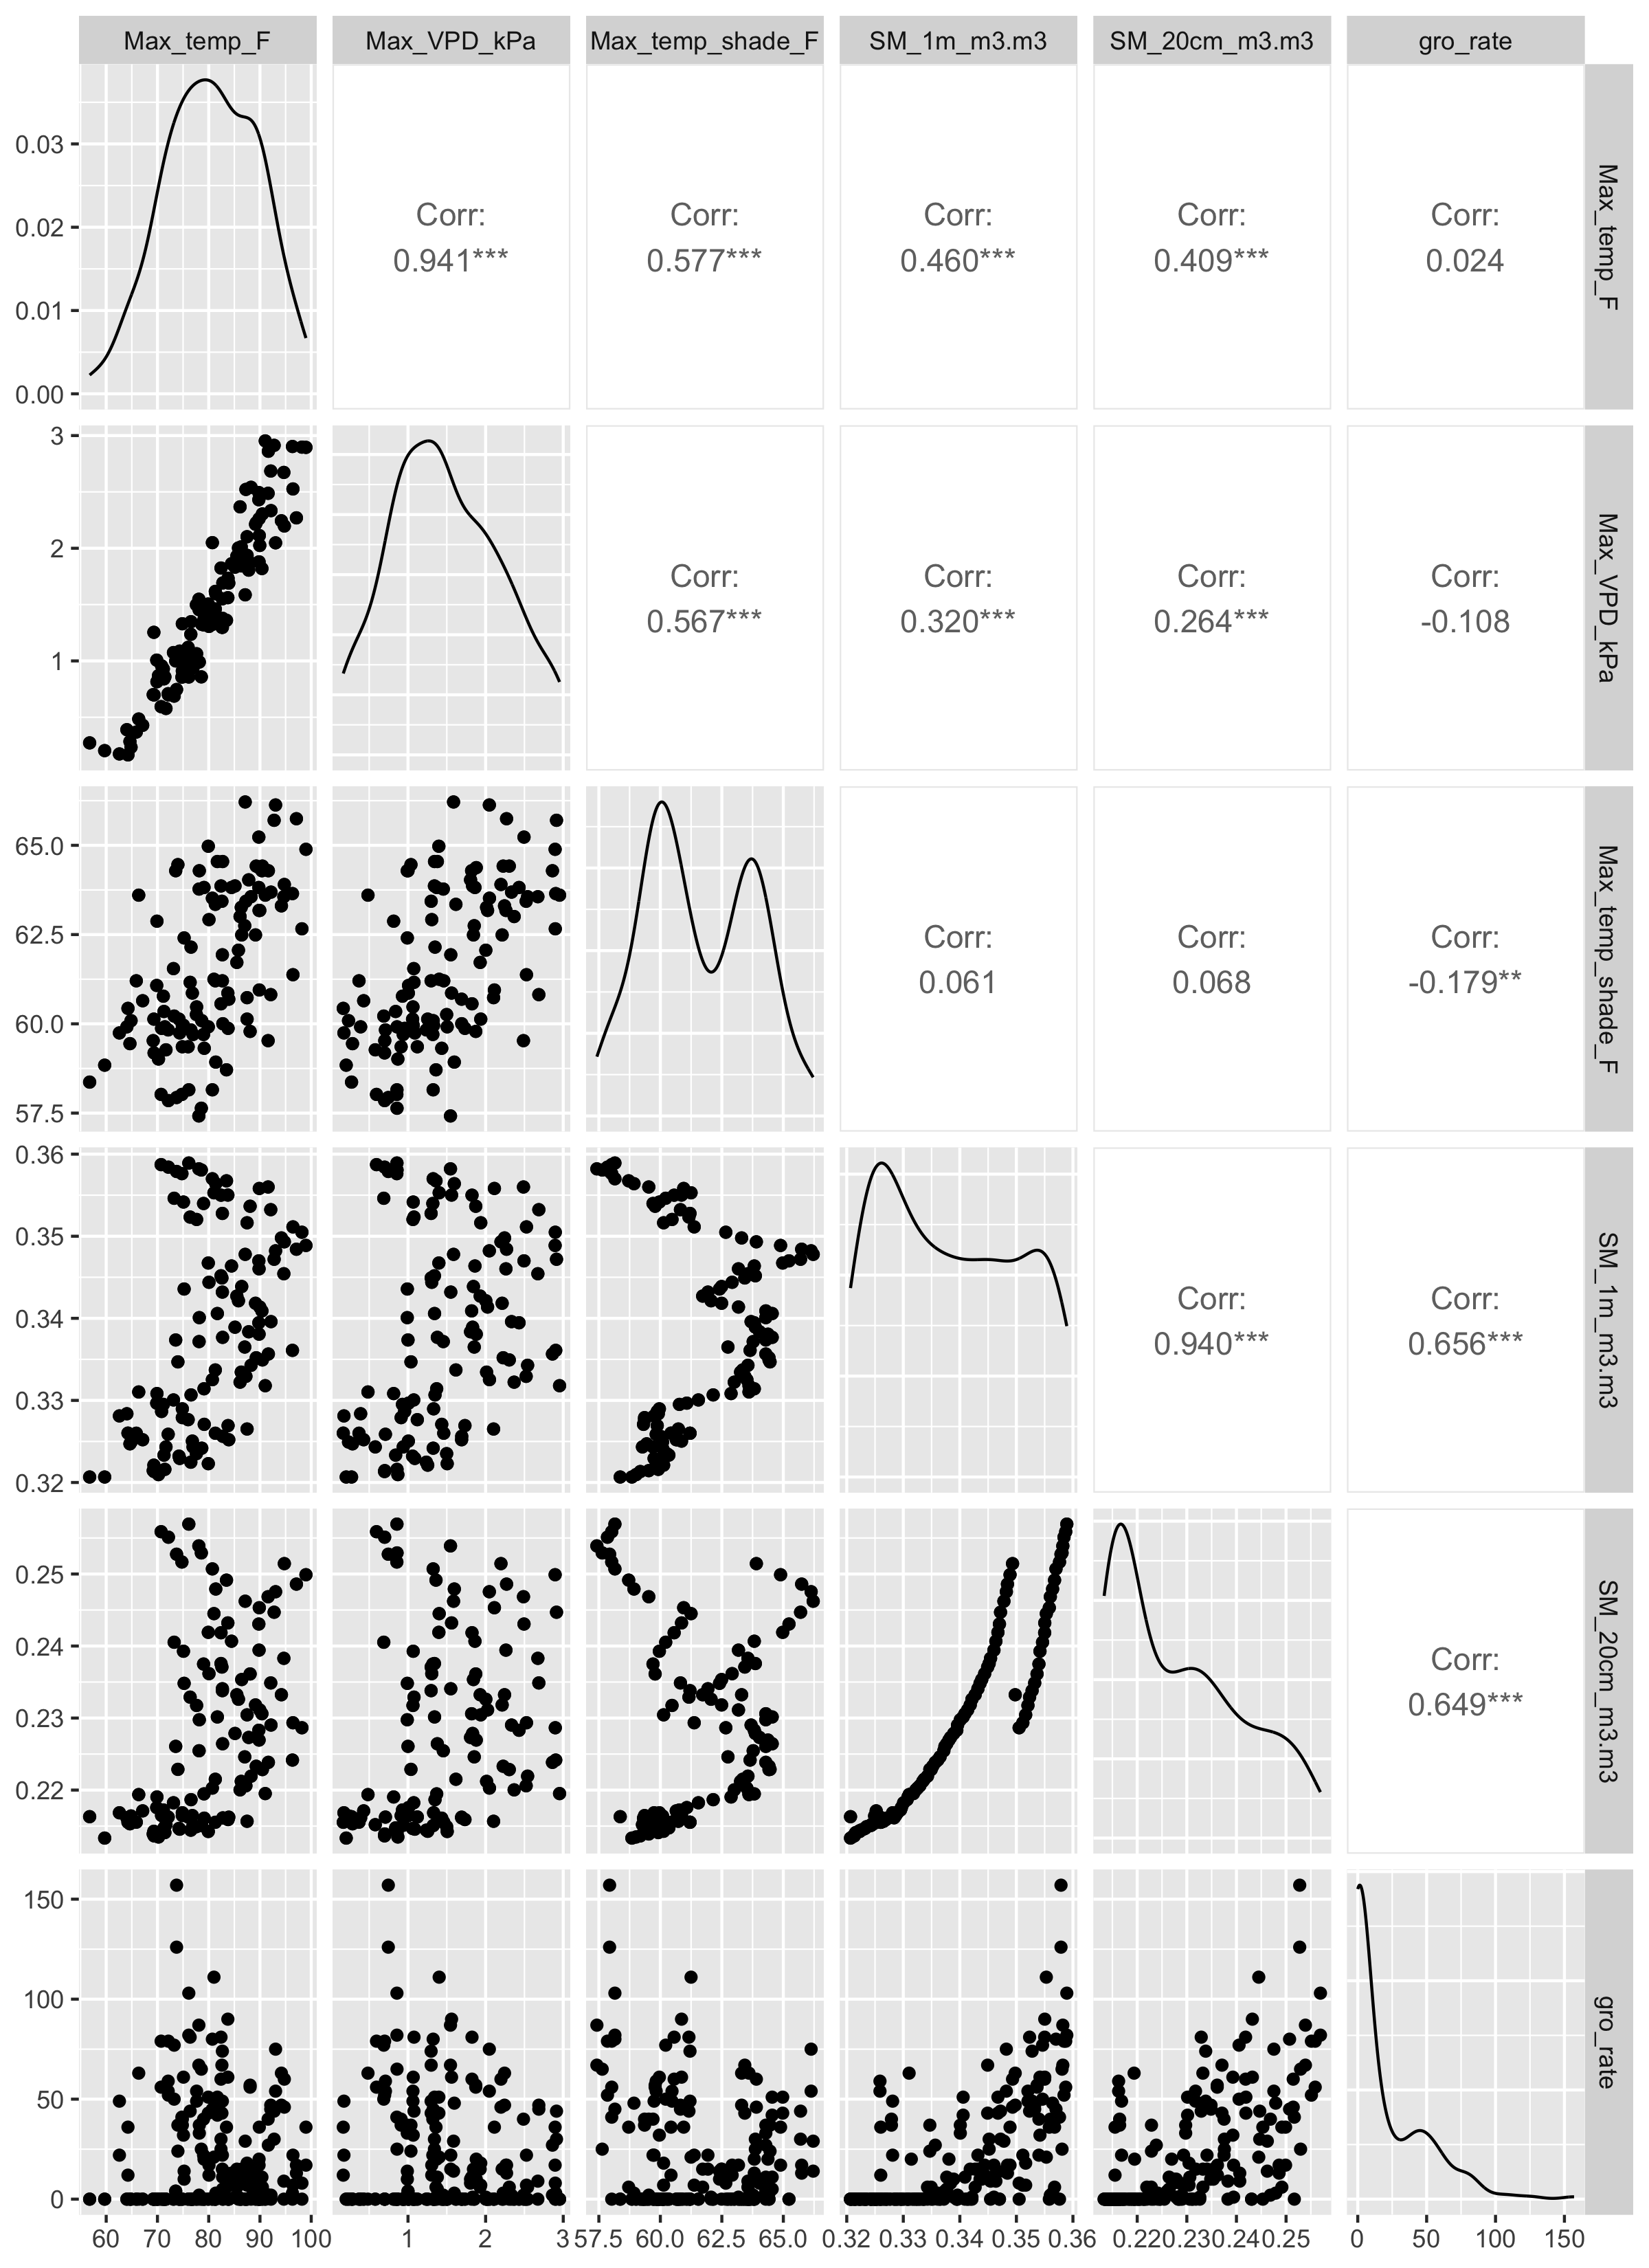 Max_temp_F Max_VPD_kPa Max_temp_shade_F SM_1m_m3.m3 SM_20cm_m3.m3 gro_rate
0.03
0.02
0.01
0.00
Corr: Corr: Corr: Corr: Corr:
0.941*** 0.577*** 0.460*** 0.409*** 0.024
Max_temp_F
3
2
1
Corr: Corr: Corr: Corr:
0.567*** 0.320*** 0.264*** -0.108
Max_VPD_kPa
65.0
62.5
60.0
57.5
Corr: Corr: Corr:
0.061 0.068 -0.179**
Max_temp_shade_F
0.36
0.35
0.34
0.33
0.32
Corr: Corr:
0.940*** 0.656***
SM_1m_m3.m3
0.25
0.24
0.23
0.22
Corr:
0.649***
SM_20cm_m3.m3
150
100
50
0
gro_rate
60 70 80 90 100 1 2 3 57.5 60.0 62.5 65.0 0.32 0.33 0.34 0.35 0.36 0.22 0.23 0.24 0.25 0 50 100 150